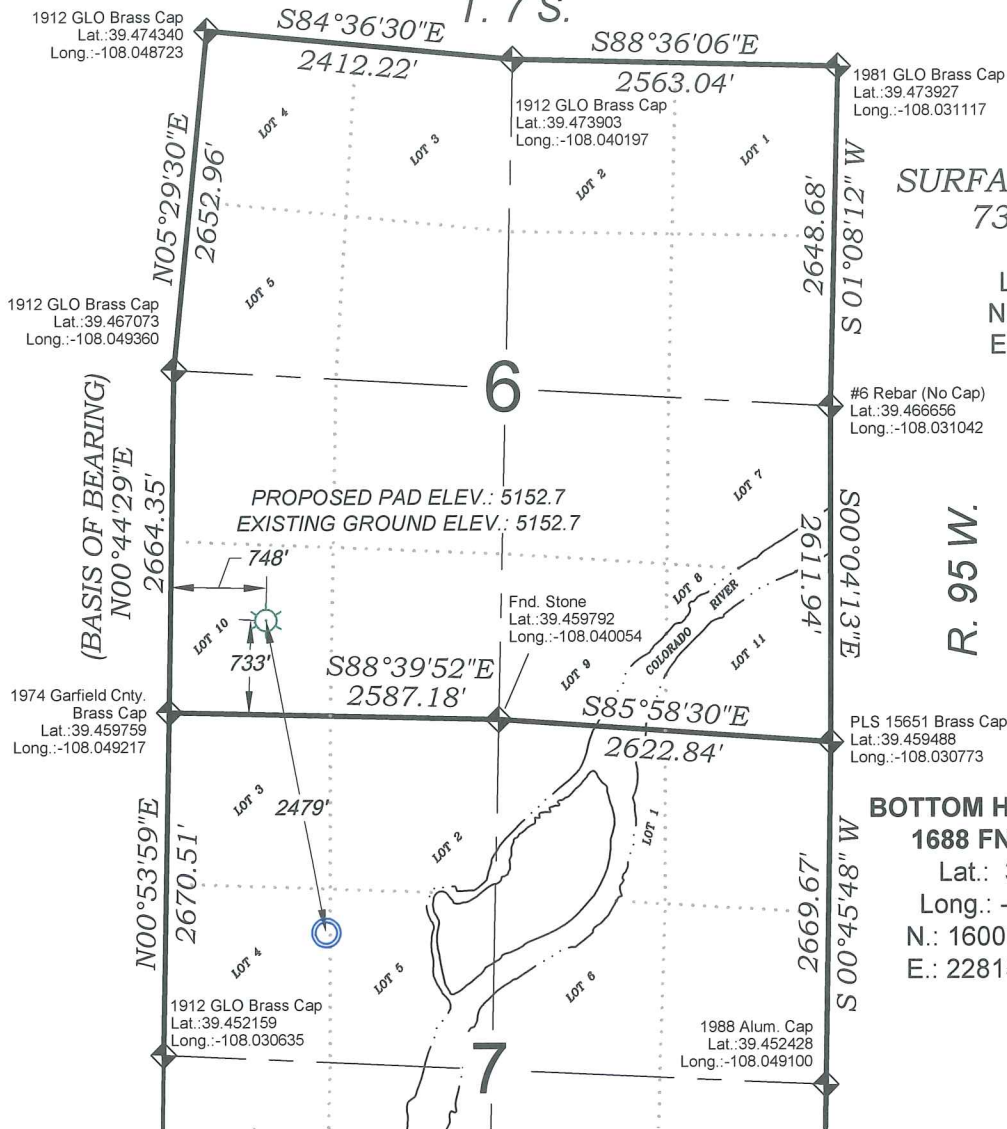 T. 7 S.
1912 GLO Brass Cap
Lat.:39.474340
Long.:-108.048723
S84°36'30"E
2412.22'
S88°36'06"E
2563.04'
1981 GLO Brass Cap
Lat.:39.473927
Long.:-108.031117
1912 GLO Brass Cap
Lat.:39.473903
Long.:-108.040197
LOT 4
LOT 3
LOT 2
LOT 1
N05°29'30"E
2652.96'
2648.68'
S 01°08'12" W
SURFA
73
L
N
E
LOT 5
1912 GLO Brass Cap
Lat.:39.467073
Long.:-108.049360
6
#6 Rebar (No Cap)
Lat.:39.466656
Long.:-108.031042
(BASIS OF BEARING)
N00°44'29"E
2664.35'
PROPOSED PAD ELEV.: 5152.7
EXISTING GROUND ELEV.: 5152.7
LOT 7
2611.94'
S00°04'13"E
R. 95 W.
748'
LOT 8
COLORADO RIVER
LOT 10
733'
Fnd. Stone
Lat.:39.459792
Long.:-108.040054
LOT 9
LOT 11
S88°39'52"E
2587.18'
S85°58'30"E
2622.84'
1974 Garfield Cnty.
Brass Cap
Lat.:39.459759
Long.:-108.049217
PLS 15651 Brass Cap
Lat.:39.459488
Long.:-108.030773
LOT 3
2479'
LOT 2
LOT 1
N00°53'59"E
2670.51'
2669.67'
S 00°45'48" W
BOTTOM H
1688 FN
Lat.:
Long.: -
N.: 1600
E.: 2281
LOT 4
LOT 5
LOT 6
1912 GLO Brass Cap
Lat.:39.452159
Long.:-108.030635
7
1988 Alum. Cap
Lat.:39.452428
Long.:-108.049100